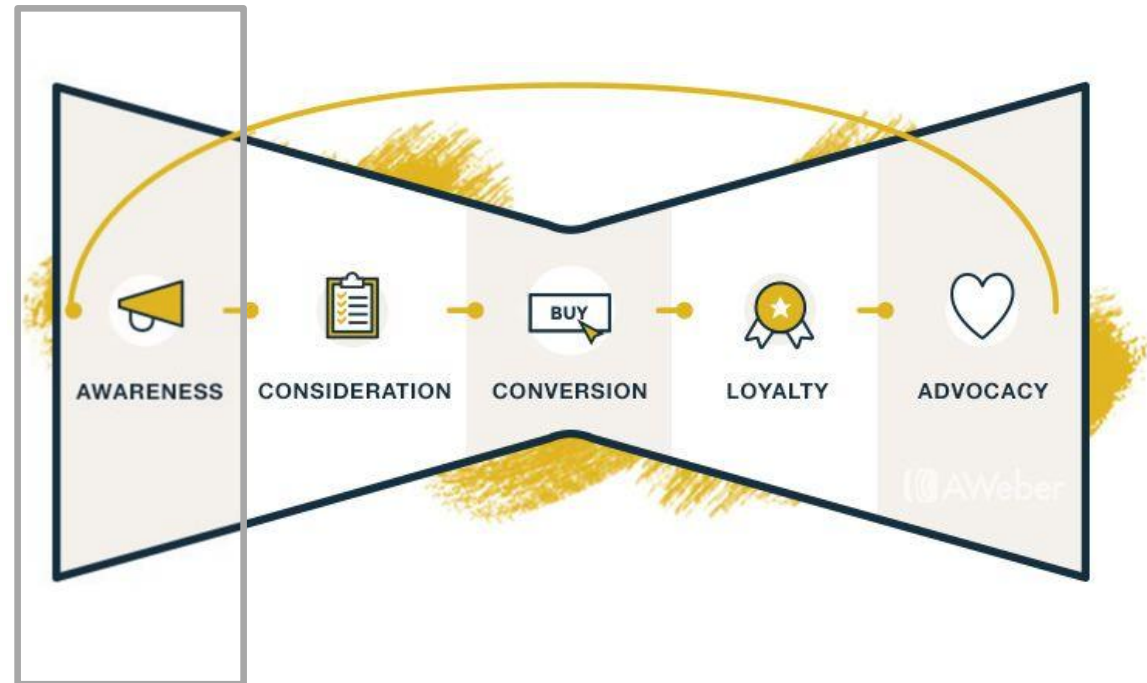 BUY
AWARENESS
CONSIDERATION
CONVERSION
LOYALTY
ADVOCACY
AWeber